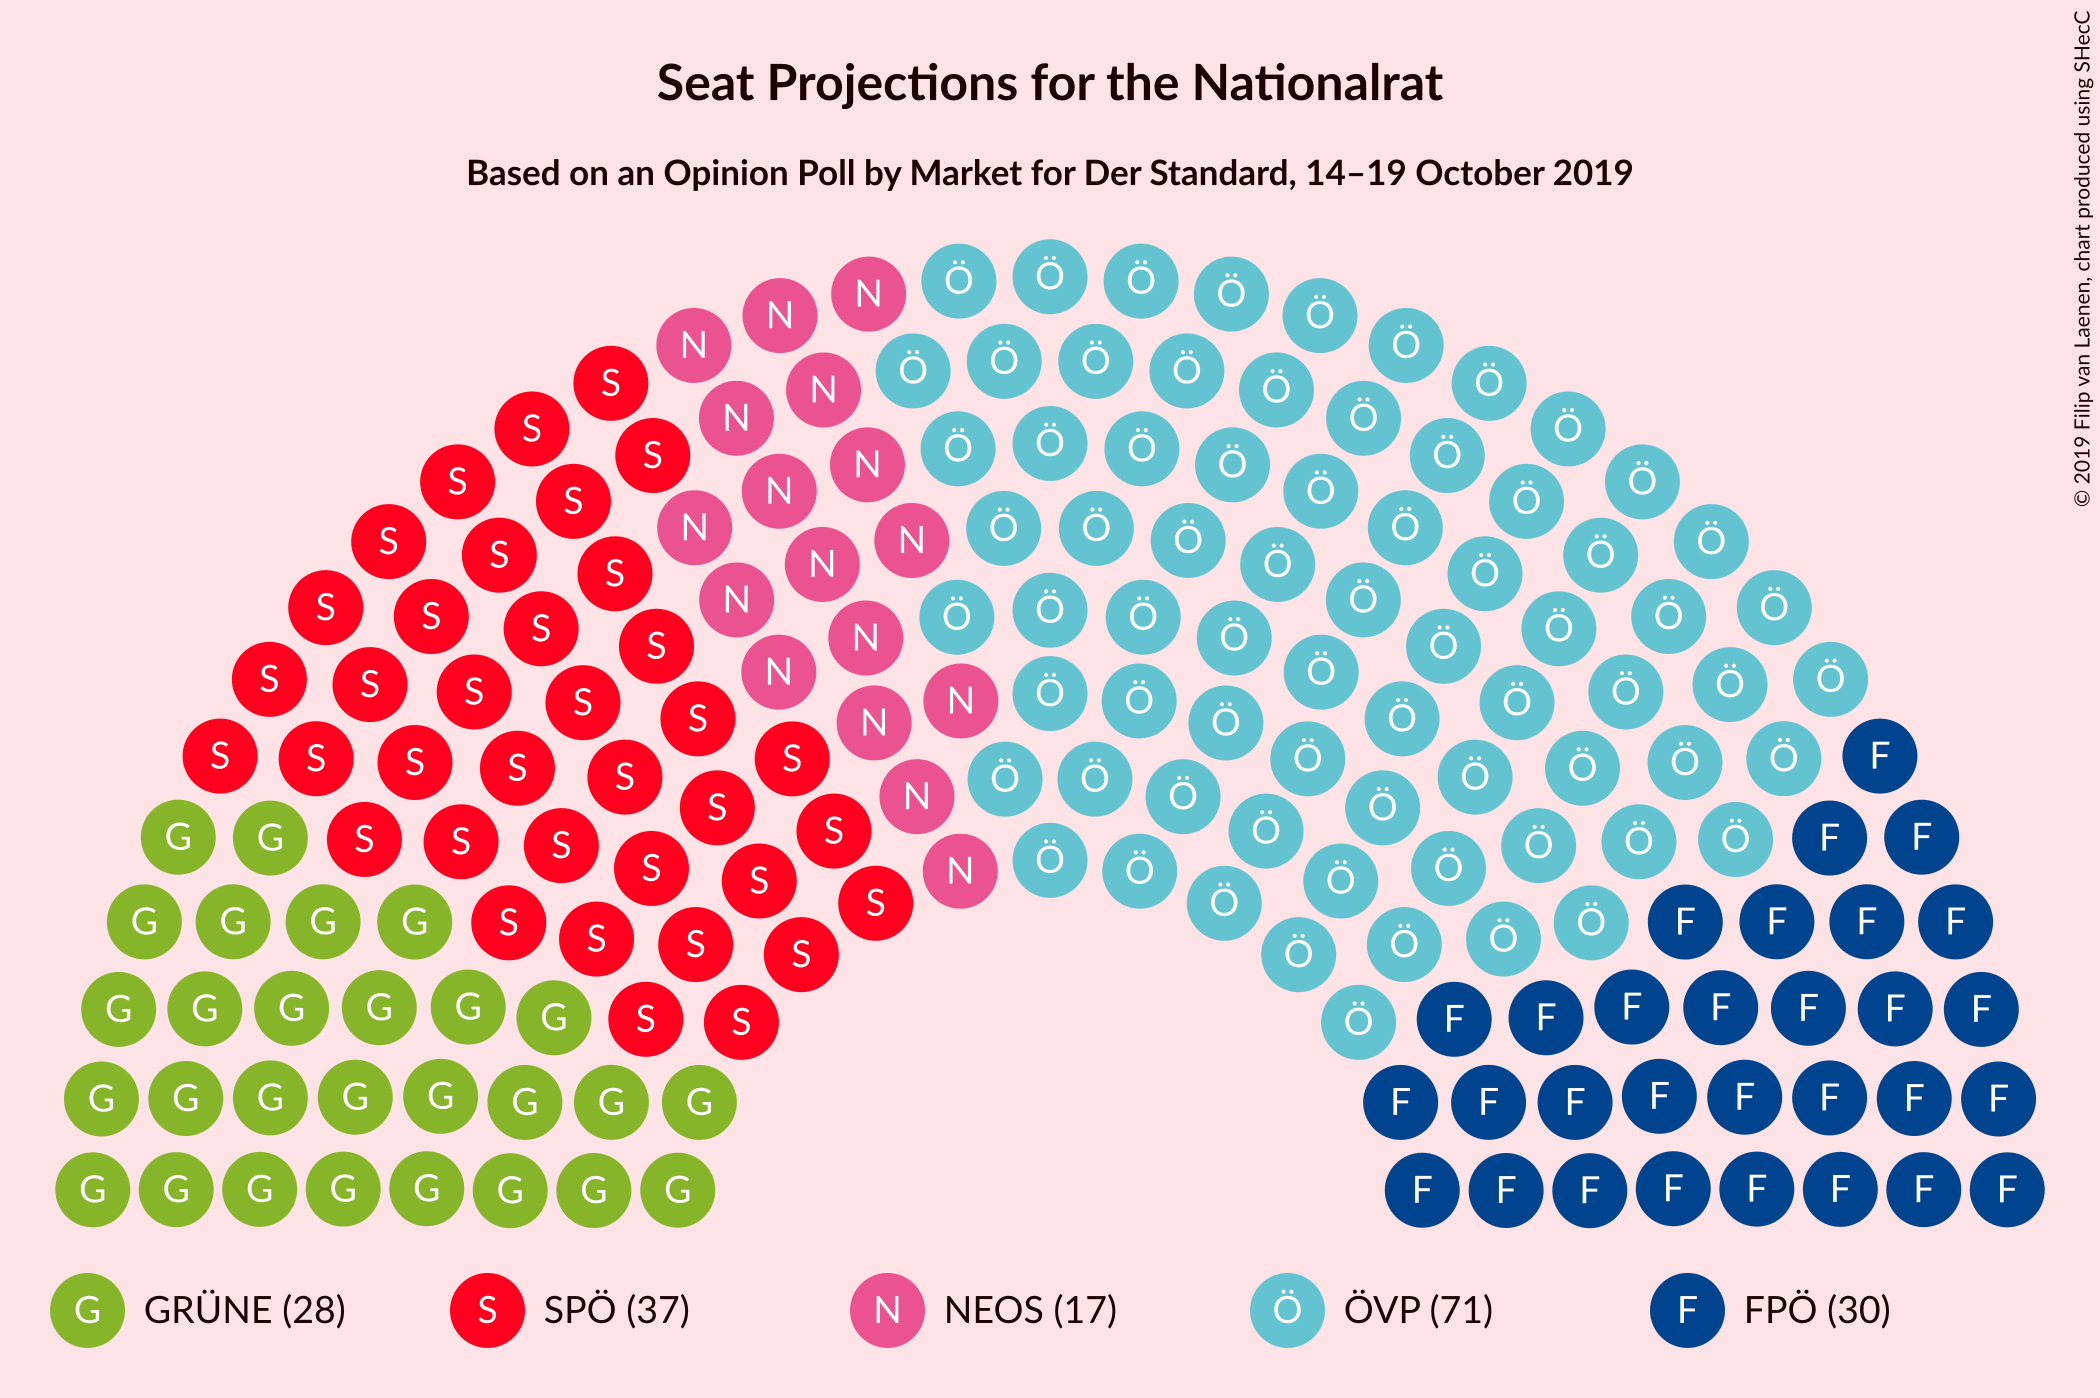 Seat Projections for the Nationalrat
Based on an Opinion Poll by Market for Der Standard, 14–19 October 2019
© 2019 Filip van Laenen, chart produced using SHecC
Ö Ö Ö
N Ö Ö
N N Ö Ö
N Ö Ö Ö Ö
S N N Ö Ö Ö
S S N N Ö Ö Ö Ö Ö Ö Ö
S S N N Ö Ö Ö Ö Ö
S S N N Ö Ö Ö Ö Ö Ö
S S S N N Ö Ö Ö Ö Ö
S S S N N Ö Ö Ö Ö Ö Ö Ö Ö
S S S S N Ö Ö Ö Ö Ö Ö
S S S S N N Ö Ö Ö Ö Ö Ö Ö
S S S S S S Ö Ö Ö Ö Ö Ö F
S N Ö Ö Ö Ö
G G S S S S S Ö Ö Ö Ö Ö F F
S S N Ö Ö Ö Ö
G G G G S S S Ö Ö F F F F
S S S Ö Ö Ö
G G G G G G S S Ö F F F F F F F
G G G G G G G G F F F F F F F F
G G G G G G G G F F F F F F F F
G GRÜNE (28) S SPÖ (37) N NEOS (17) Ö ÖVP (71) F FPÖ (30)